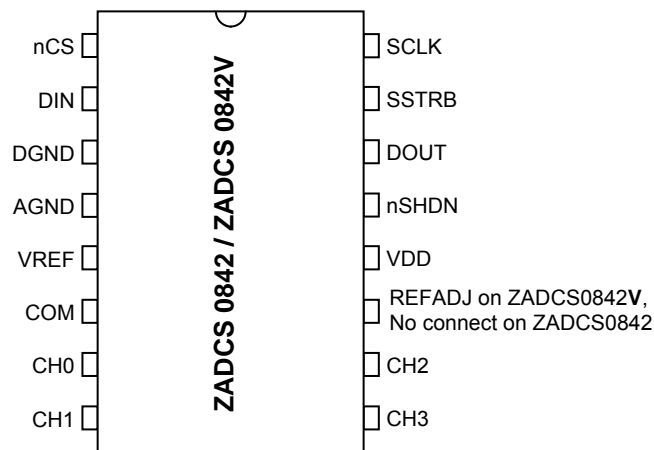 nCS
DIN
DGND
AGND
VREF
COM
CH0
CH1
ZADCS 0842 / ZADCS 0842V
SCLK
SSTRB
DOUT
nSHDN
VDD
REFADJ on ZADCS0842V,
No connect on ZADCS0842
CH2
CH3